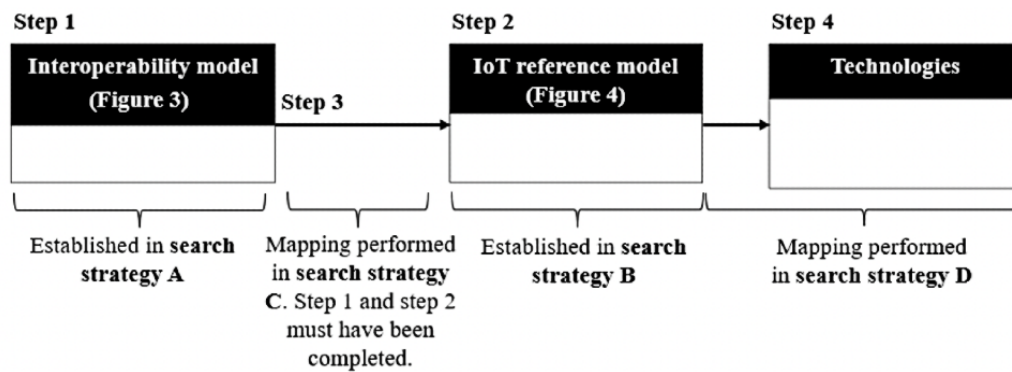 Step 1
Interoperability model
(Figure 3)
Step 3
Step 2
IoT reference model
(Figure 4)
Step 4
Technologies
Established in search
strategy A
Mapping performed
in search strategy
C. Step 1 and step 2
must have been
completed.
Established in search
strategy B
Mapping performed
in search strategy D